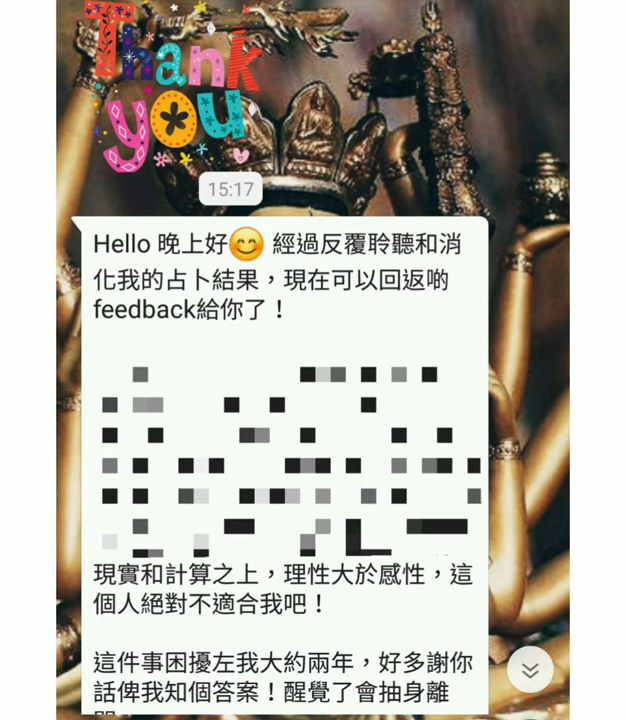 Thank
you
15:17
Hello 晚上好😊 經過反覆聆聽和消
化我的占卜結果，現在可以回返啲
feedback給你了！
現實和計算之上，理性大於感性，這
個人絕對不適合我吧！
這件事困擾左我大約兩年，好多謝你
話俾我知個答案！醒覺了會抽身離